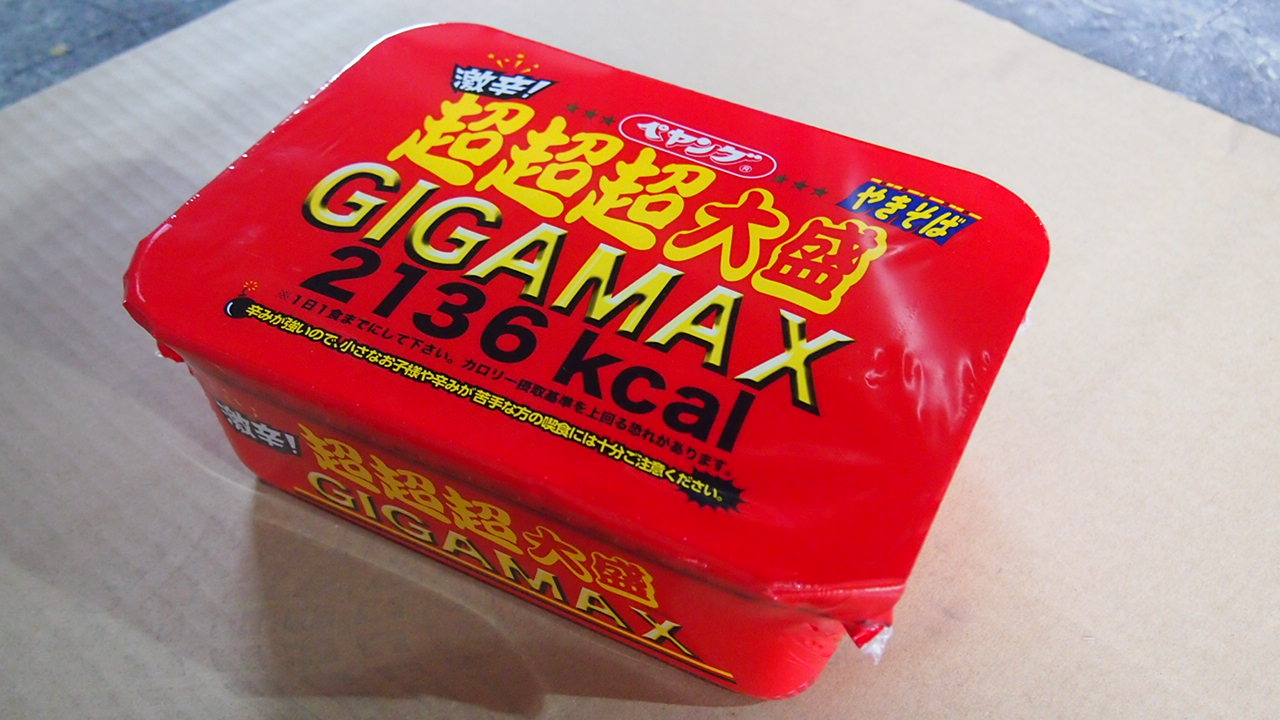 激辛!
ペヤング®
やきそば
超超超大盛
GIGAMAX
2136 kcal
※1日1食までにして下さい。カロリー摂取基準を上回る恐れがあります。
辛みが強いので、小さなお子様や辛みが苦手な方の喫食には十分ご注意ください。
激辛!
超超超大盛
GIGAMAX